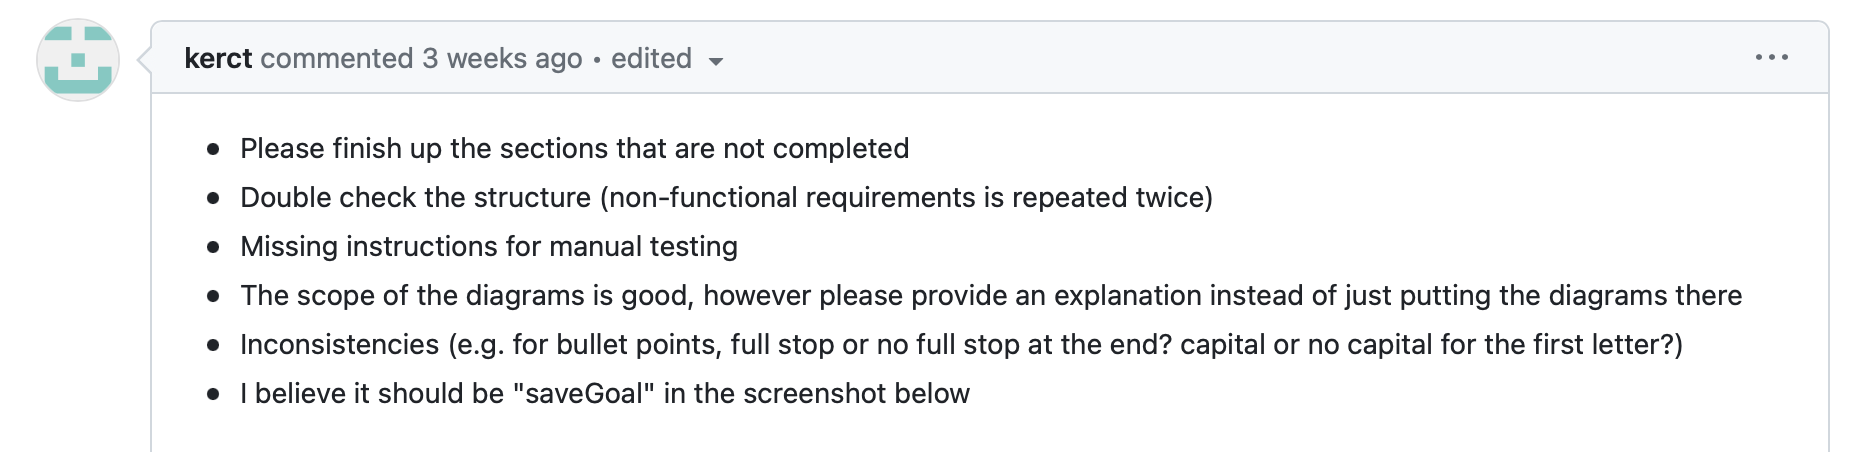 kerct commented 3 weeks ago • edited
Please finish up the sections that are not completed
Double check the structure (non-functional requirements is repeated twice)
Missing instructions for manual testing
The scope of the diagrams is good, however please provide an explanation instead of just putting the diagrams there
Inconsistencies (e.g. for bullet points, full stop or no full stop at the end? capital or no capital for the first letter?)
I believe it should be "saveGoal" in the screenshot below